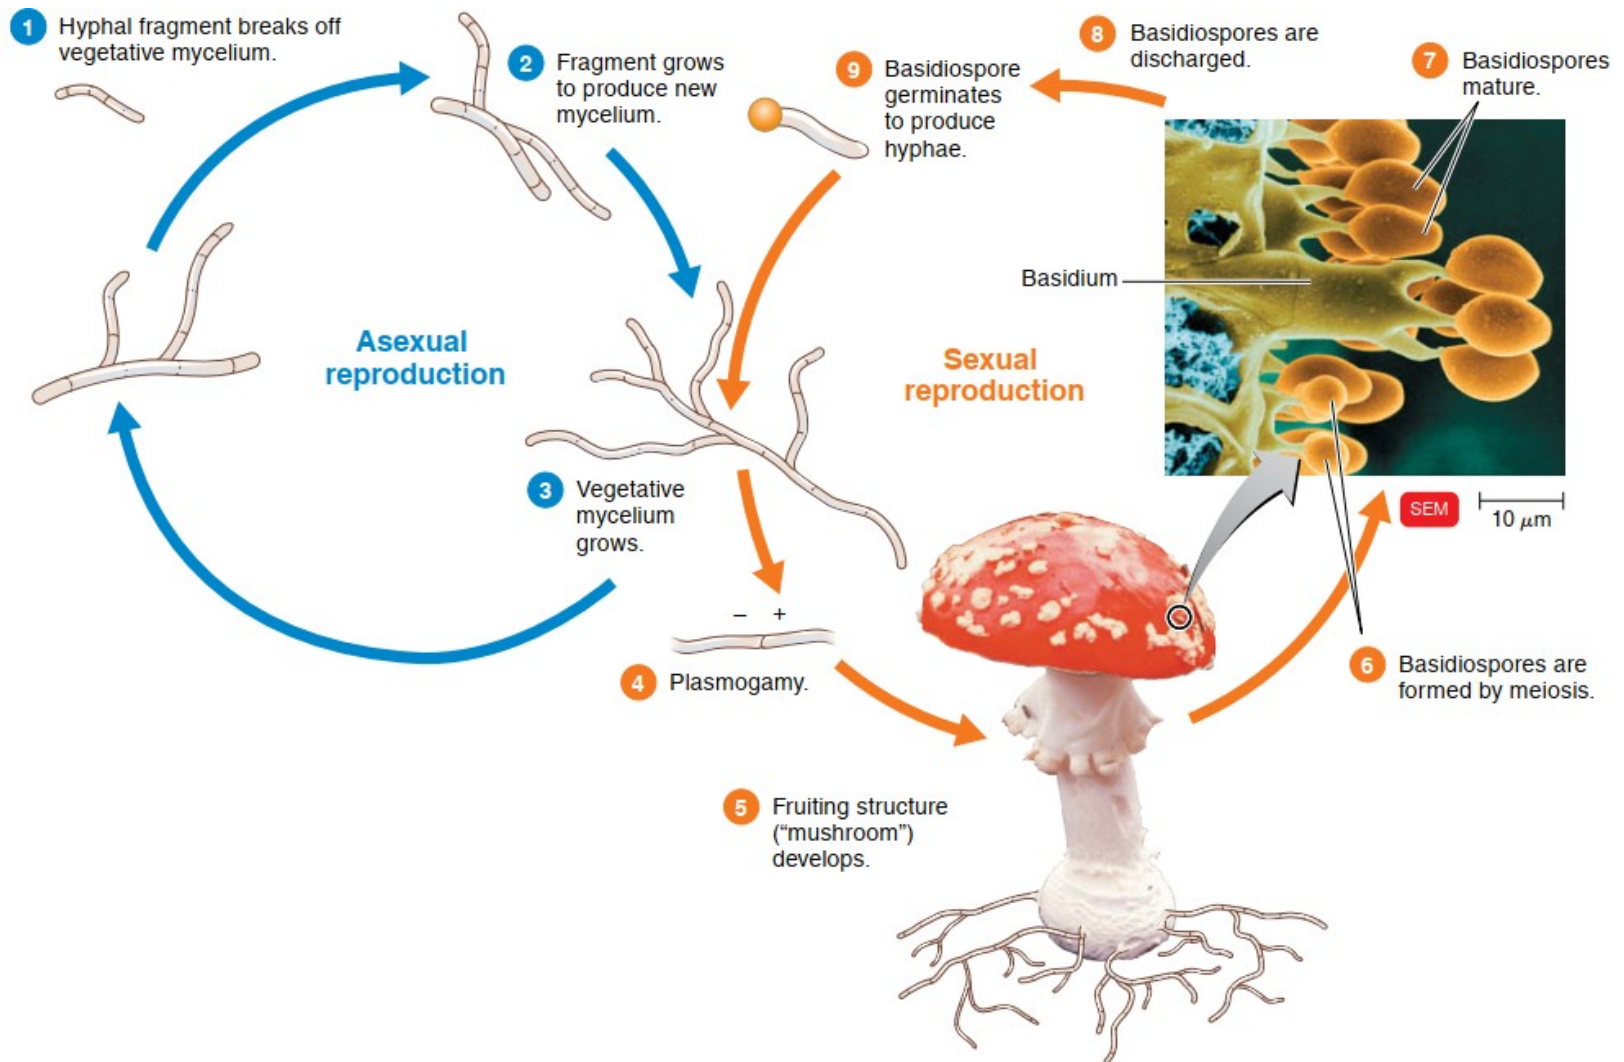 1 Hyphal fragment breaks off
vegetative mycelium.
2 Fragment grows
to produce new
mycelium.
3 Vegetative
mycelium
grows.
Asexual
reproduction
– +
4 Plasmogamy.
5 Fruiting structure
(“mushroom”)
develops.
6 Basidiospores are
formed by meiosis.
7 Basidiospores
mature.
8 Basidiospores are
discharged.
9 Basidiospore
germinates
to produce
hyphae.
Sexual
reproduction
Basidium
SEM
10 μm